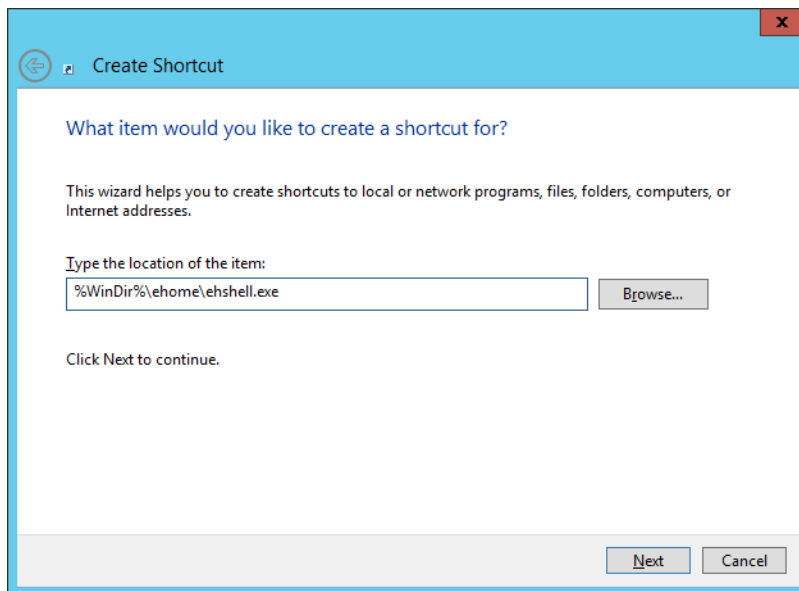 x
Create Shortcut
What item would you like to create a shortcut for?
This wizard helps you to create shortcuts to local or network programs, files, folders, computers, or
Internet addresses.
Type the location of the item:
%WinDir%\ehome\ehshell.exe
Browse...
Click Next to continue.
Next Cancel